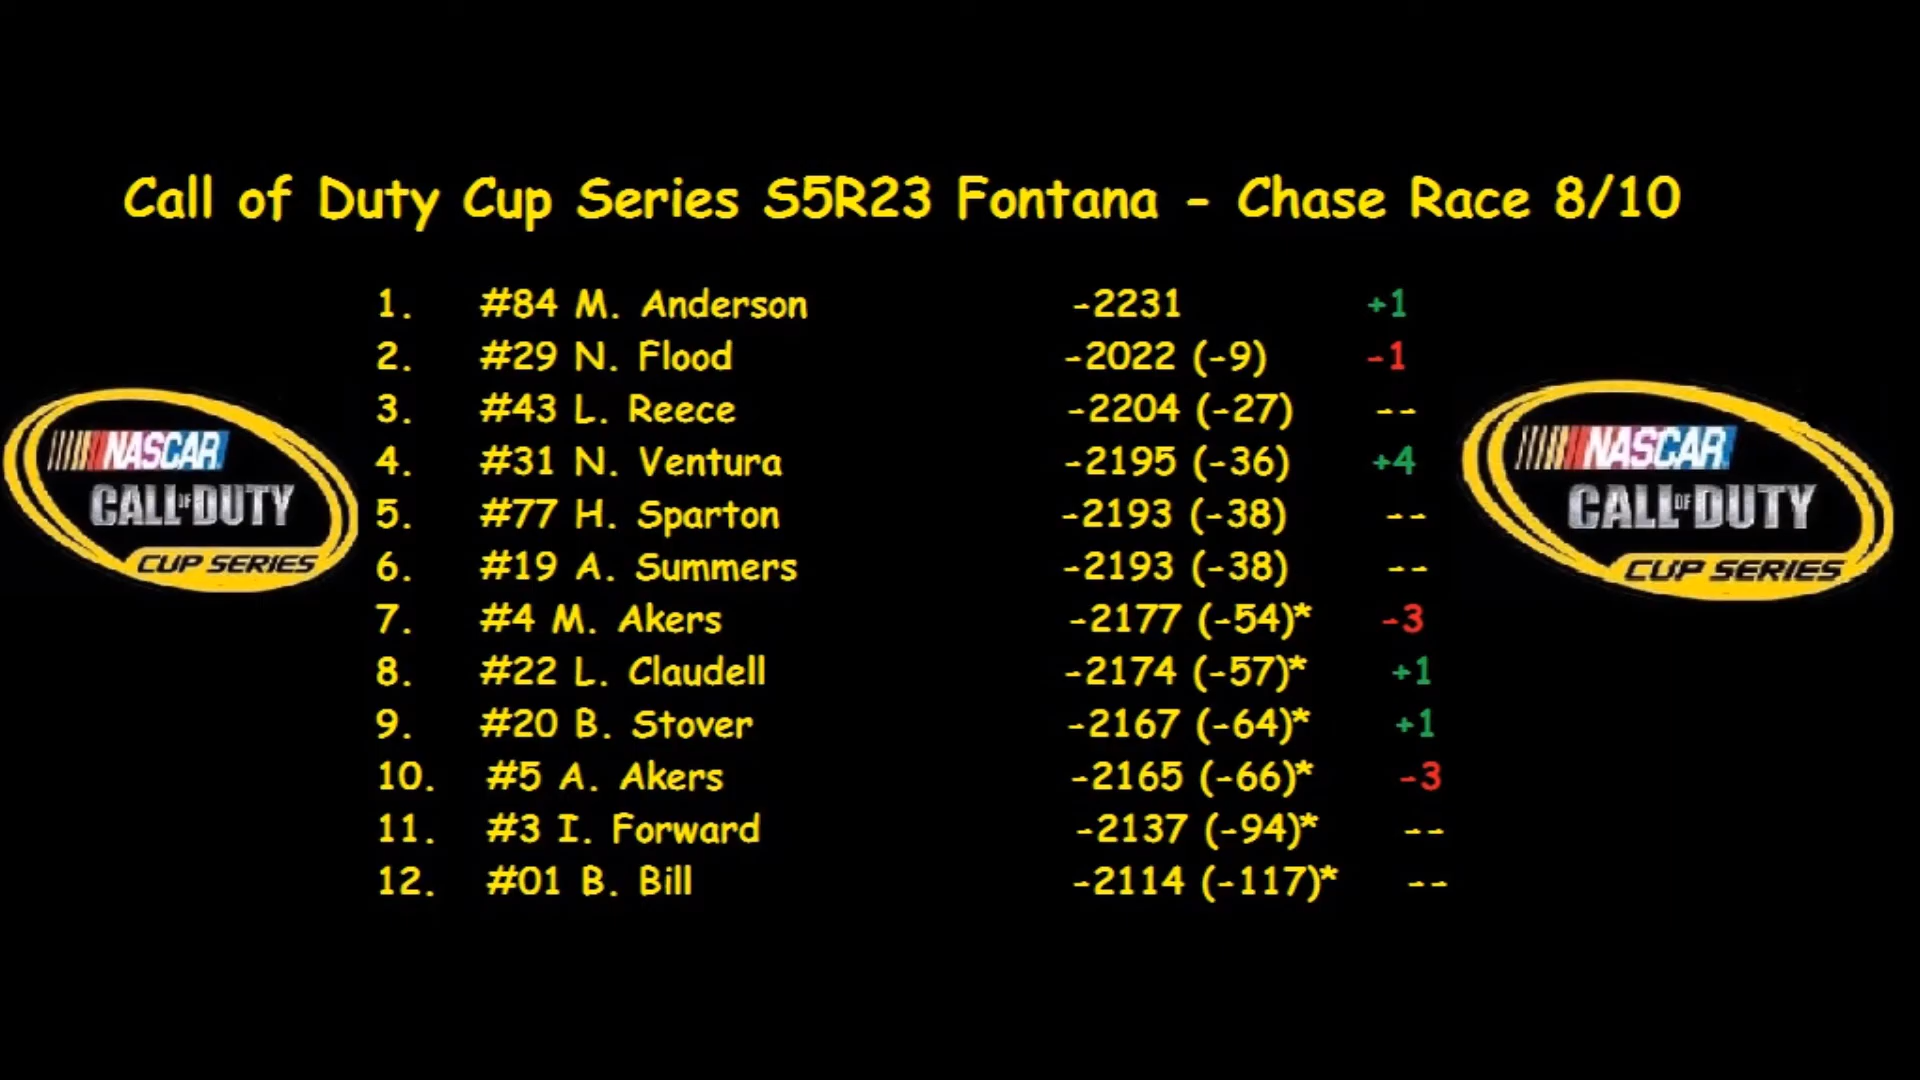 Call of Duty Cup Series S5R23 Fontana - Chase Race 8/10
1. #84 M. Anderson -2231 +1
2. #29 N. Flood -2022 (-9) -1
3. #43 L. Reece -2204 (-27) --
4. #31 N. Ventura -2195 (-36) +4
5. #77 H. Sparton -2193 (-38) --
6. #19 A. Summers -2193 (-38) --
7. #4 M. Akers -2177 (-54)* -3
8. #22 L. Claudell -2174 (-57)* +1
9. #20 B. Stover -2167 (-64)* +1
10. #5 A. Akers -2165 (-66)* -3
11. #3 I. Forward -2137 (-94)* --
12. #01 B. Bill -2114 (-117)* --
NASCAR
CALL OF DUTY
CUP SERIES
NASCAR
CALL OF DUTY
CUP SERIES